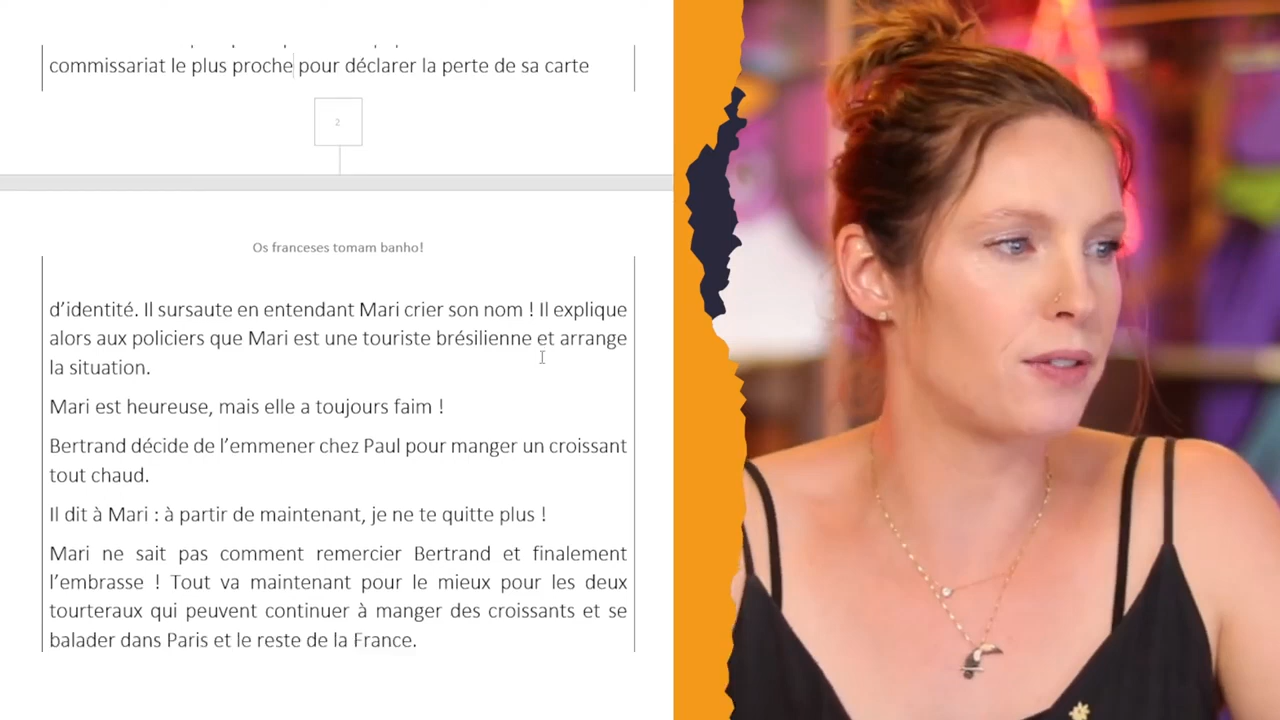 commissariat le plus proche pour déclarer la perte de sa carte
2
Os franceses tomam banho!
d’identité. Il sursaute en entendant Mari crier son nom ! Il explique
alors aux policiers que Mari est une touriste brésilienne et arrange
la situation.
Mari est heureuse, mais elle a toujours faim !
Bertrand décide de l’emmener chez Paul pour manger un croissant
tout chaud.
Il dit à Mari : à partir de maintenant, je ne te quitte plus !
Mari ne sait pas comment remercier Bertrand et finalement
l’embrasse ! Tout va maintenant pour le mieux pour les deux
tourteraux qui peuvent continuer à manger des croissants et se
balader dans Paris et le reste de la France.